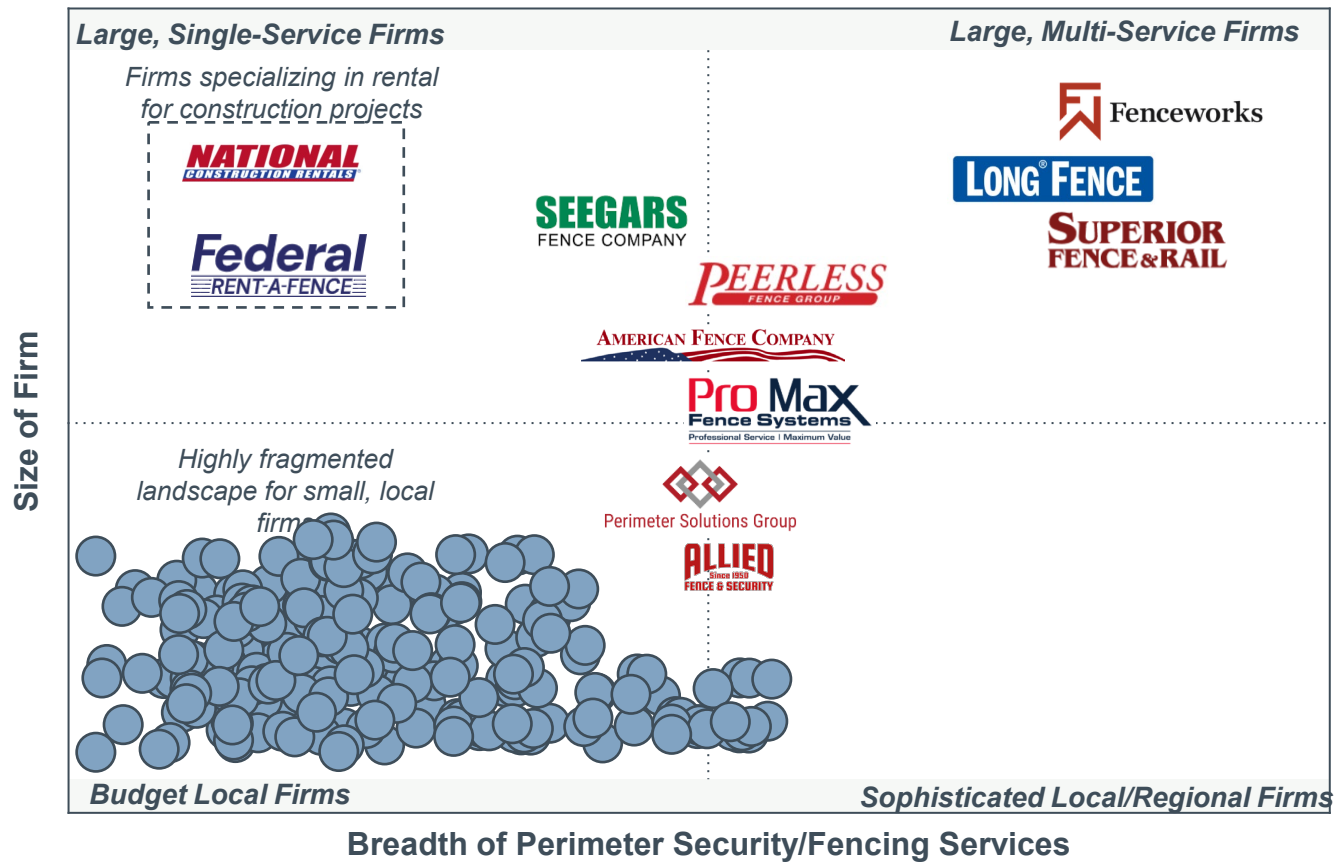 Large, Single-Service Firms
Large, Multi-Service Firms
Firms specializing in rental
for construction projects
NATIONAL
CONSTRUCTION RENTALS®
Federal
RENT-A-FENCE
SEEGARS
FENCE COMPANY
Fenceworks
LONG® FENCE
SUPERIOR
FENCE & RAIL
PEERLESS
FENCE GROUP
AMERICAN FENCE COMPANY
Pro Max
Fence Systems
Professional Service | Maximum Value
Size of Firm
Highly fragmented
landscape for small, local
firms
Perimeter Solutions Group
ALLIED
Since 1950
FENCE & SECURITY
Budget Local Firms
Sophisticated Local/Regional Firms
Breadth of Perimeter Security/Fencing Services